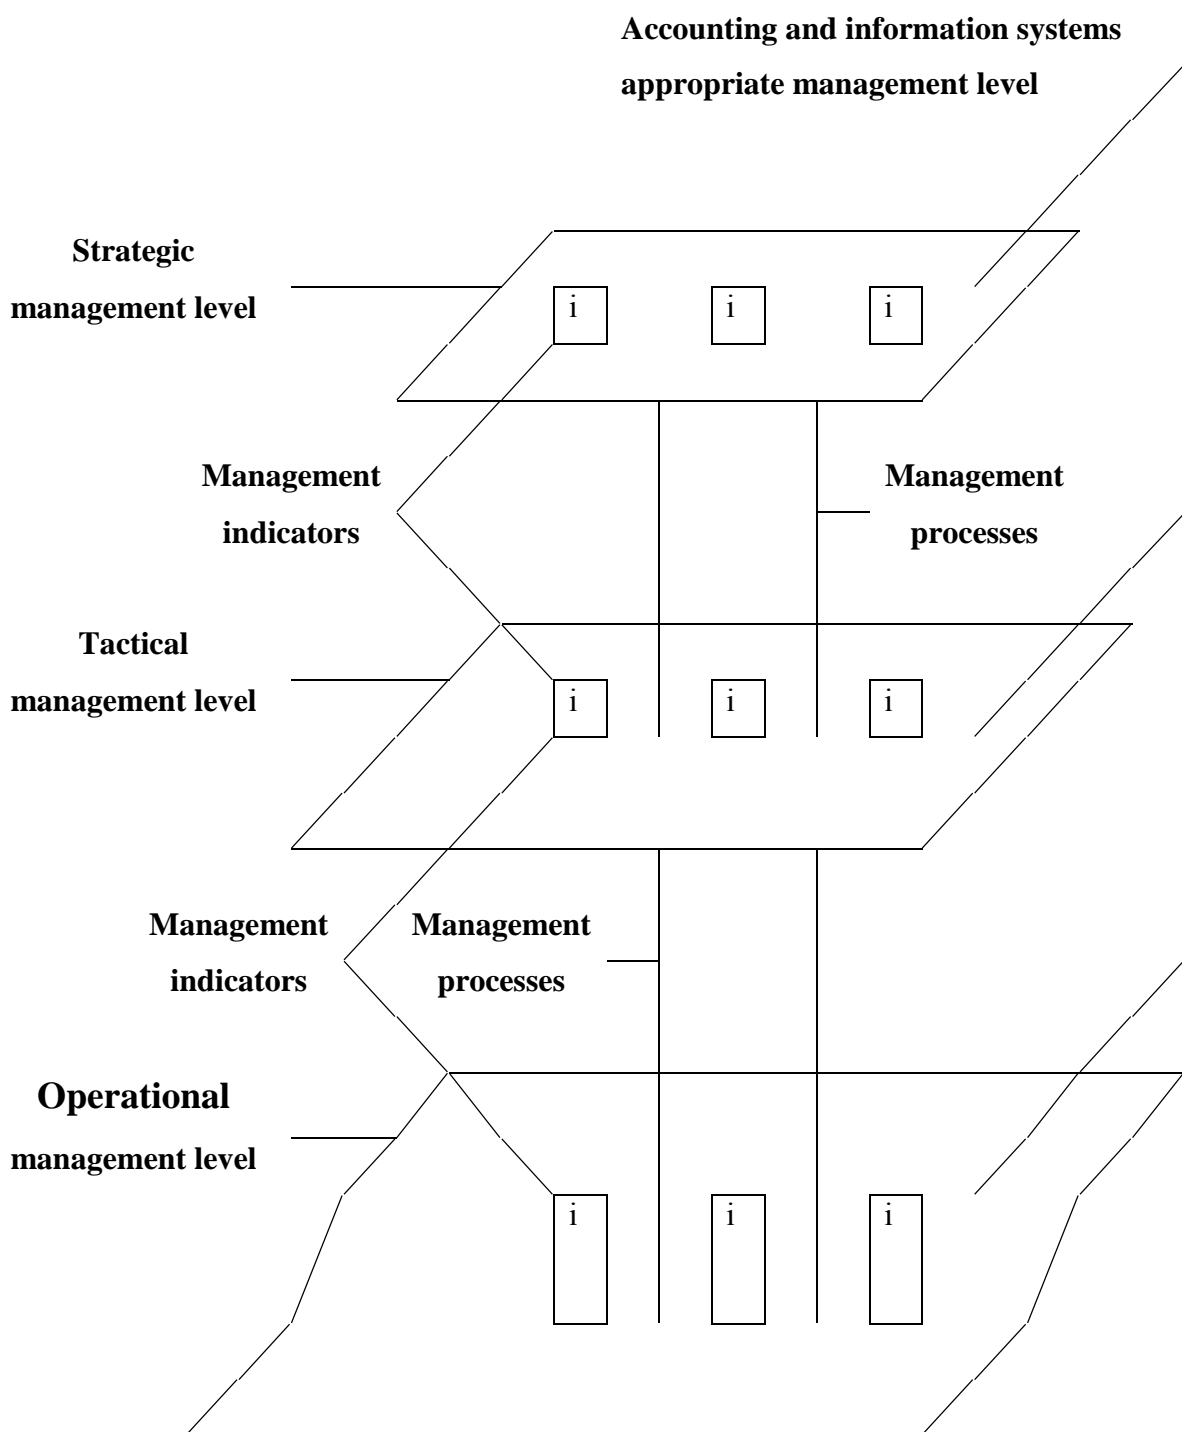 Accounting and information systems
appropriate management level
Strategic
management level
i i i
Management
indicators
Management
processes
Tactical
management level
i i i
Management
indicators
Management
processes
Operational
management level
i i i